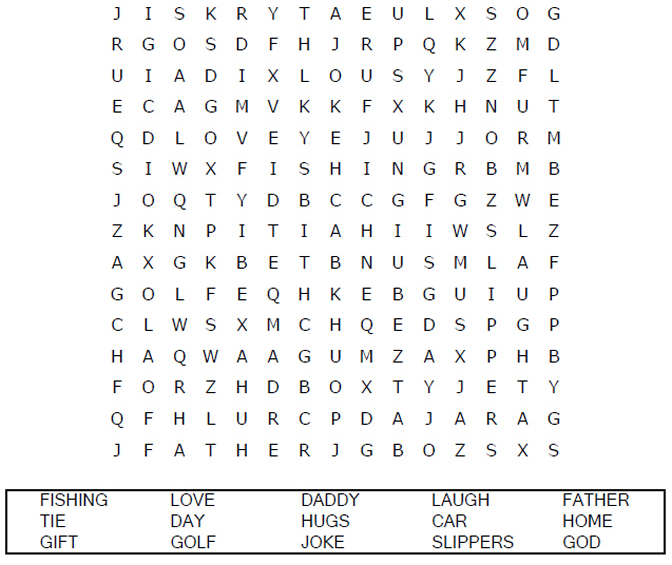 J I S K R Y T A E U L X S O G
R G O S D F H J R P Q K Z M D
U I A D I X L O U S Y J Z F L
E C A G M V K K F X K H N U T
Q D L O V E Y E J U J J O R M
S I W X F I S H I N G R B M B
J O Q T Y D B C C G F G Z W E
Z K N P I T I A H I I W S L Z
A X G K B E T B N U S M L A F
G O L F E Q H K E B G U I U P
C L W S X M C H Q E D S P G P
H A Q W A A G U M Z A X P H B
F O R Z H D B O X T Y J E T Y
Q F H L U R C P D A J A R A G
J F A T H E R J G B O Z S X S
FISHING LOVE DADDY LAUGH FATHER
TIE DAY HUGS CAR HOME
GIFT GOLF JOKE SLIPPERS GOD